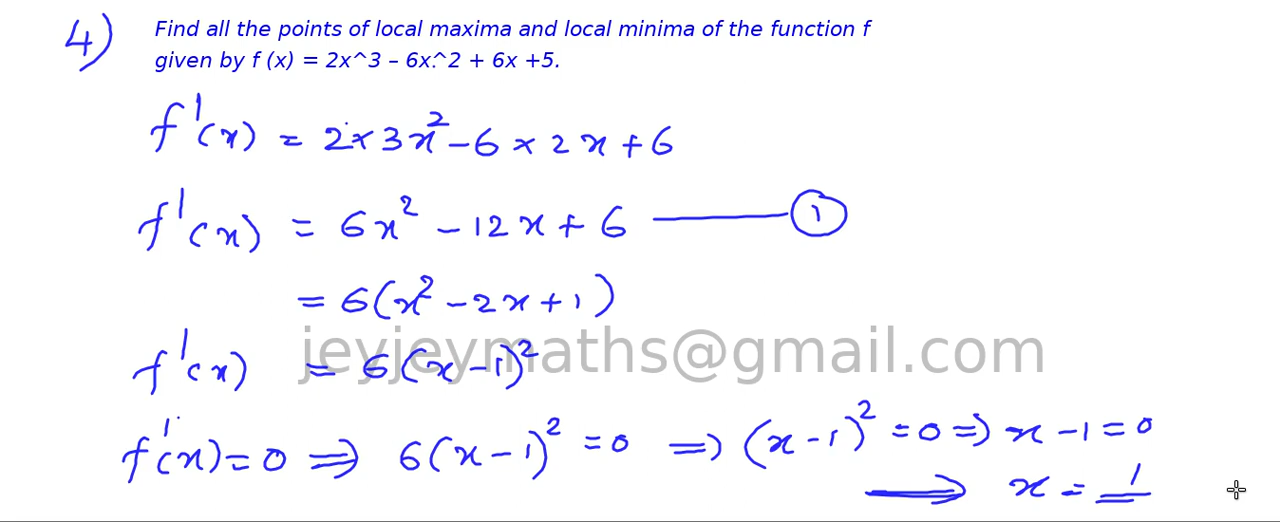 4) Find all the points of local maxima and local minima of the function f
given by f (x) = 2x^3 – 6x.^2 + 6x +5.
f'(x) = 2×3x² - 6 × 2x + 6
f'(x) = 6x² - 12x + 6 —— ①
= 6(x² - 2x + 1)
jeyjeymaths@gmail.com
f'(x) = 6(x-1)²
f'(x) = 0 ⇒ 6(x-1)² = 0 ⇒ (x-1)² = 0 ⇒ x - 1 = 0
⇒ x = 1